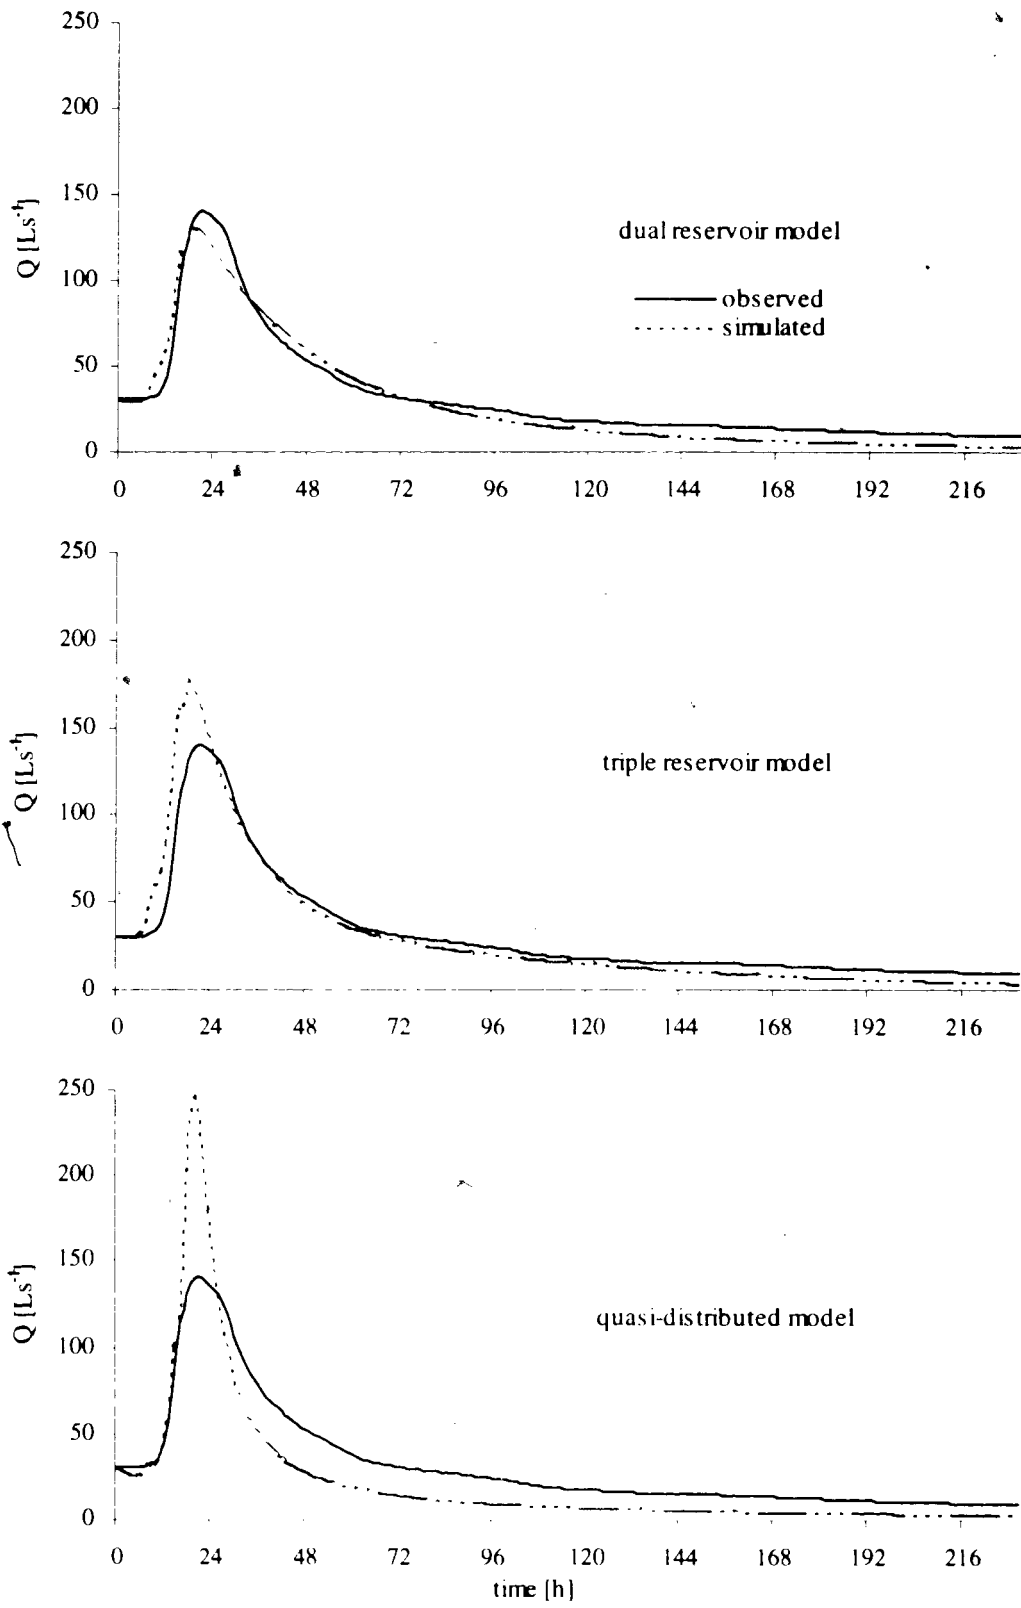 250
200
150
100
50
0
Q [Ls⁻¹]
dual reservoir model
observed
simulated
0 24 48 72 96 120 144 168 192 216
250
200
150
100
50
0
Q [Ls⁻¹]
triple reservoir model
0 24 48 72 96 120 144 168 192 216
250
200
150
100
50
0
Q [Ls⁻¹]
quasi-distributed model
0 24 48 72 96 120 144 168 192 216
time [h]